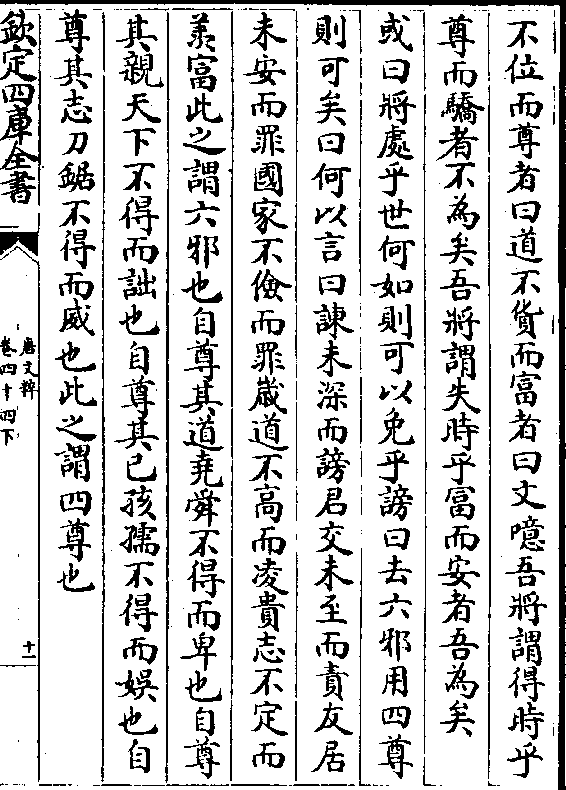 不位而尊者曰道不貨而富者曰文噫吾將謂得時乎
尊而驕者不為矣吾將謂失時乎富而安者吾為矣
或曰將處乎世何如則可以免乎謗曰去六邪用四尊
則可矣曰何以言曰諫未深而謗君交未至而責友居
未安而罪國家不儉而罪歲道不高而凌貴志不定而
羡富此之謂六邪也自尊其道堯舜不得而卑也自尊
其親天下不得而詘也自尊其已孩孺不得而娛也自
尊其志刀鋸不得而威也此之謂四尊也
欽定四庫全書
唐文粹
卷四十四下
十一